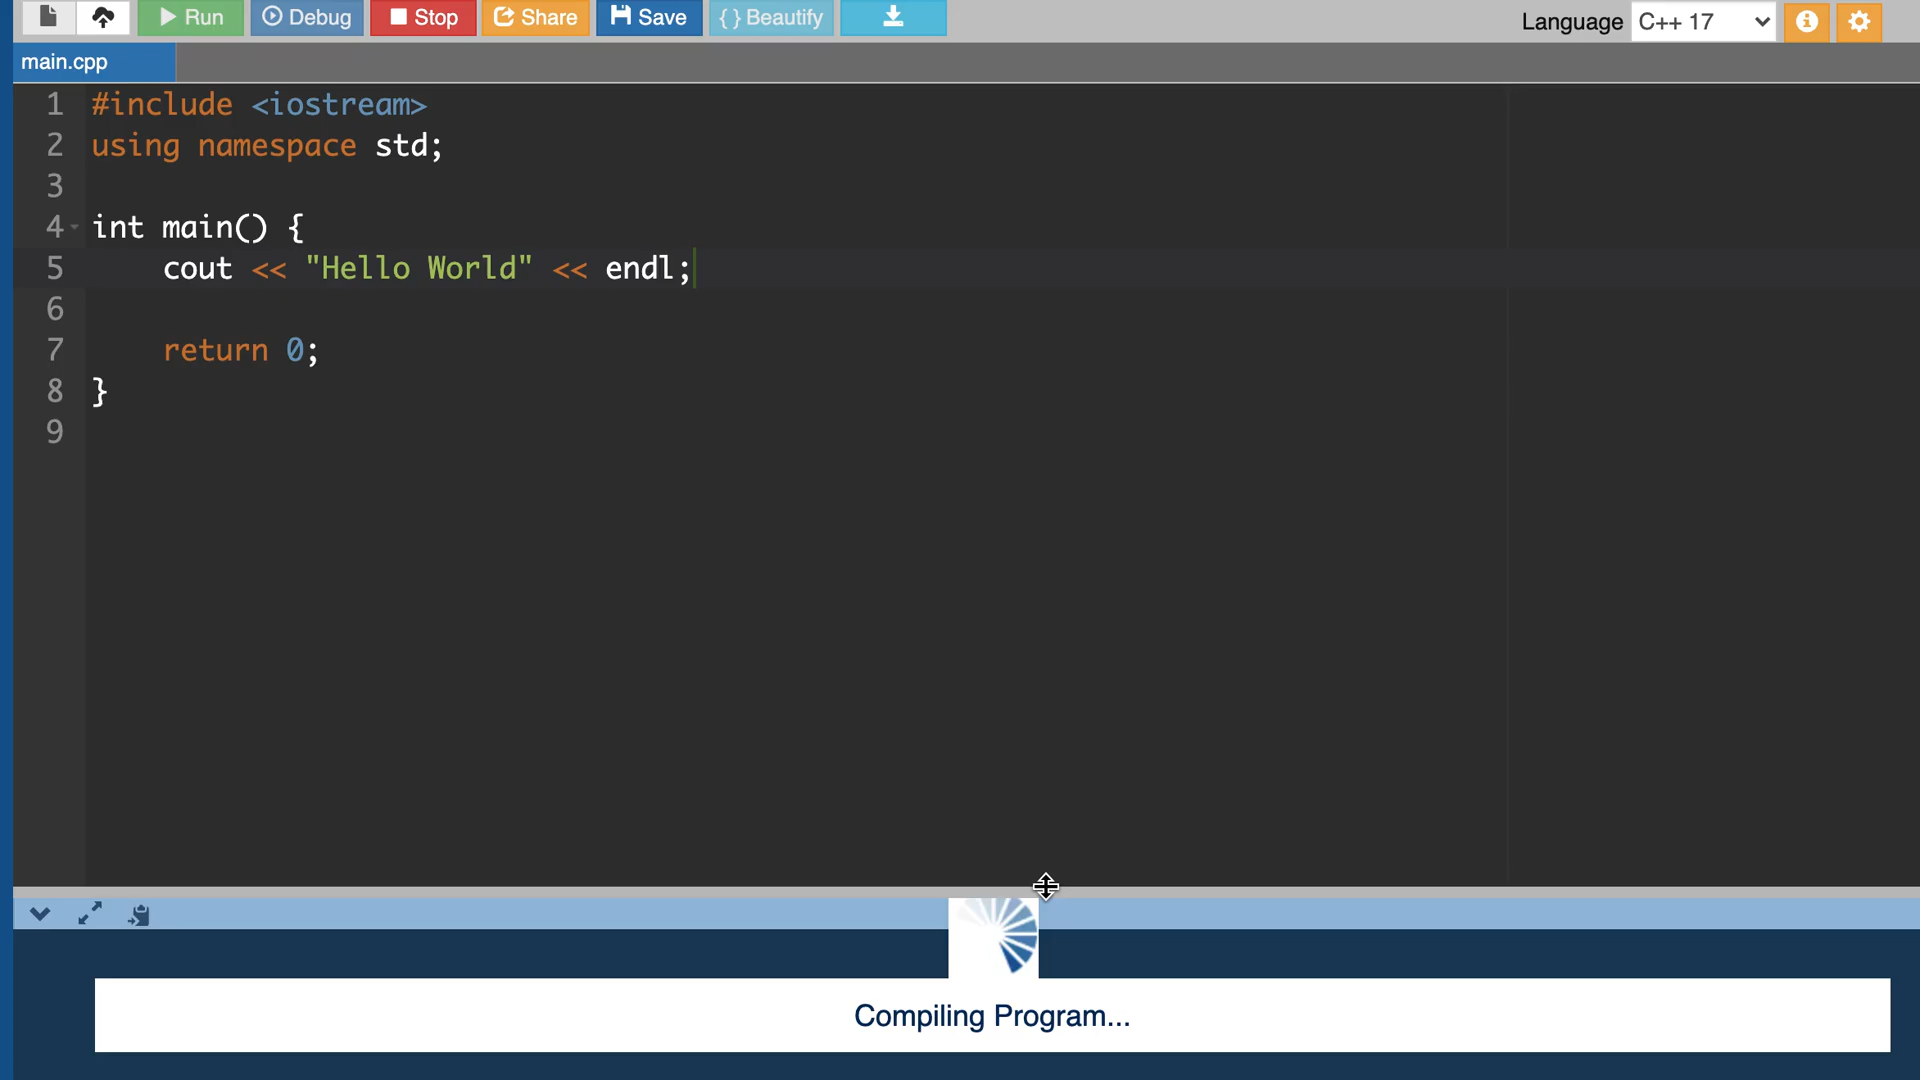 Run Debug Stop Share Save {} Beautify Language C++ 17
main.cpp
1 #include <iostream>
2 using namespace std;
3
4 int main() {
5 cout << "Hello World" << endl;
6
7 return 0;
8 }
9
Compiling Program...